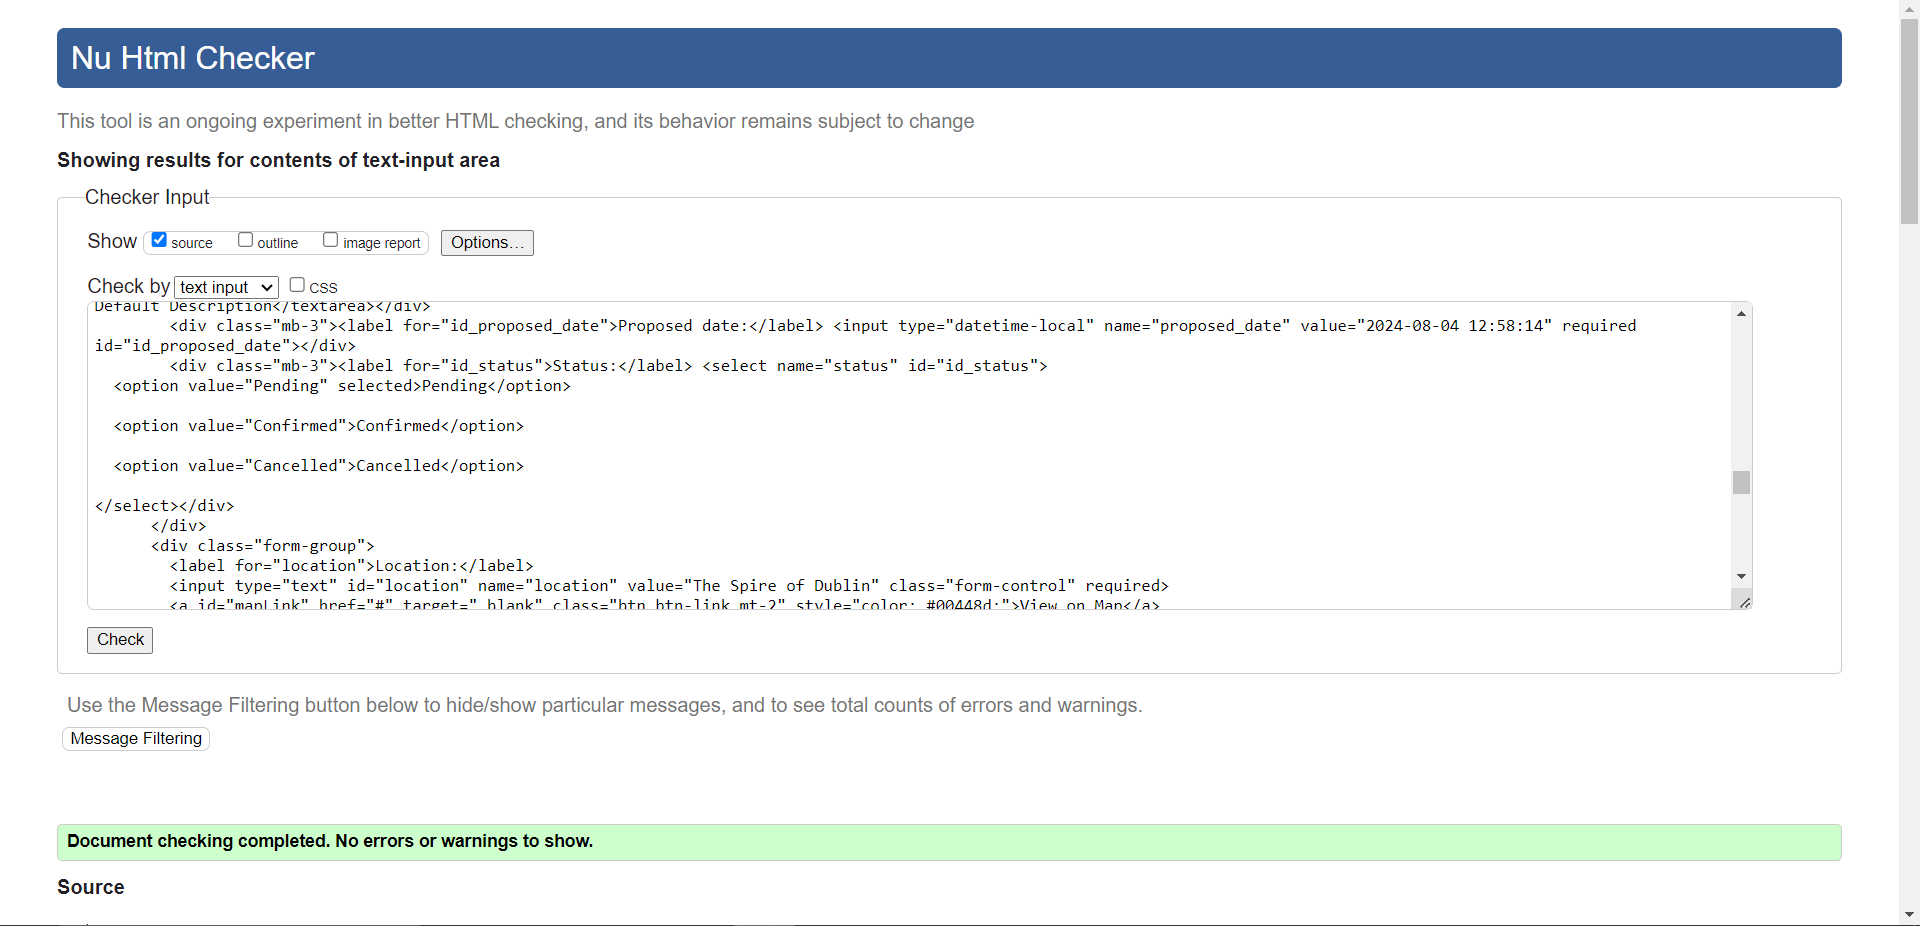 Nu Html Checker
This tool is an ongoing experiment in better HTML checking, and its behavior remains subject to change
Showing results for contents of text-input area
Checker Input
Show source outline image report Options...
Check by text input CSS
Default Description</textarea></div>
<div class="mb-3"><label for="id_proposed_date">Proposed date:</label> <input type="datetime-local" name="proposed_date" value="2024-08-04 12:58:14" required
id="id_proposed_date"></div>
<div class="mb-3"><label for="id_status">Status:</label> <select name="status" id="id_status">
<option value="Pending" selected>Pending</option>
<option value="Confirmed">Confirmed</option>
<option value="Cancelled">Cancelled</option>
</select></div>
</div>
<div class="form-group">
<label for="location">Location:</label>
<input type="text" id="location" name="location" value="The Spire of Dublin" class="form-control" required>
<a id="mapLink" href="#" target="_blank" class="btn btn-link mt-2" style="color: #00448d;">View on Map</a>
Check
Use the Message Filtering button below to hide/show particular messages, and to see total counts of errors and warnings.
Message Filtering
Document checking completed. No errors or warnings to show.
Source